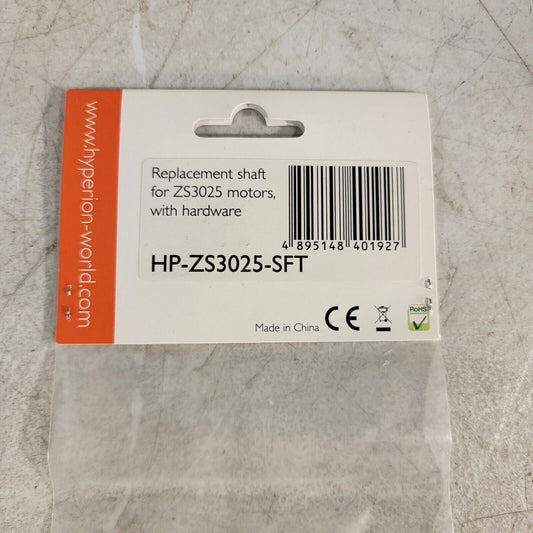 www.hyperion-world.com
Replacement shaft
for ZS3025 motors,
with hardware
4 895148 401927
HP-ZS3025-SFT
Made in China CE
RoHS